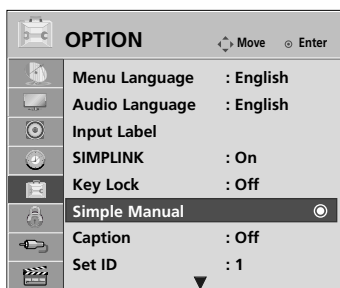 OPTION Move Enter
Menu Language : English
Audio Language : English
Input Label
SIMPLINK : On
Key Lock : Off
Simple Manual
Caption : Off
Set ID : 1